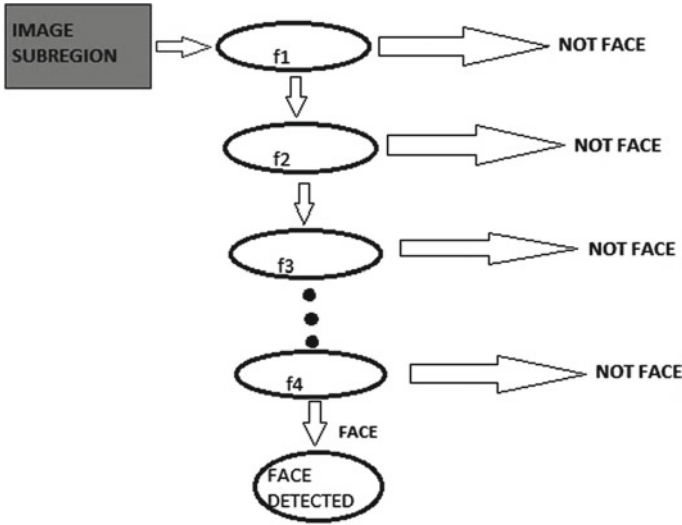 IMAGE
SUBREGION
f1
NOT FACE
f2
NOT FACE
f3
NOT FACE
f4
NOT FACE
FACE
FACE
DETECTED